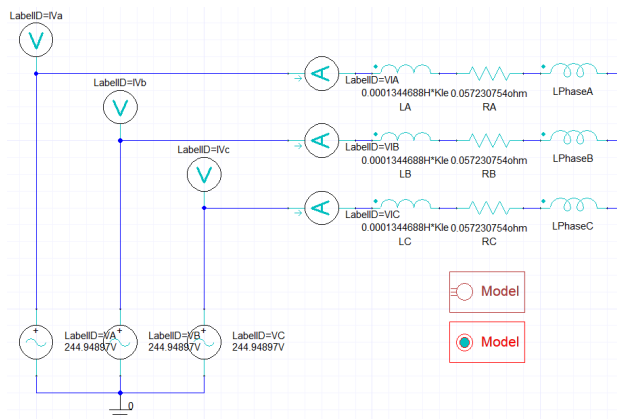 LabelID=IVa
V
LabelID=IVb
V
LabelID=IVc
V
A
LabelID=VIA
0.0001344688H*Kle 0.057230754ohm
LA RA
LPhaseA
A
LabelID=VIB
0.0001344688H*Kle 0.057230754ohm
LB RB
LPhaseB
A
LabelID=VIC
0.0001344688H*Kle 0.057230754ohm
LC RC
LPhaseC
Model
Model
+ LabelID=VA + LabelID=VB + LabelID=VC
244.94897V 244.94897V 244.94897V
0